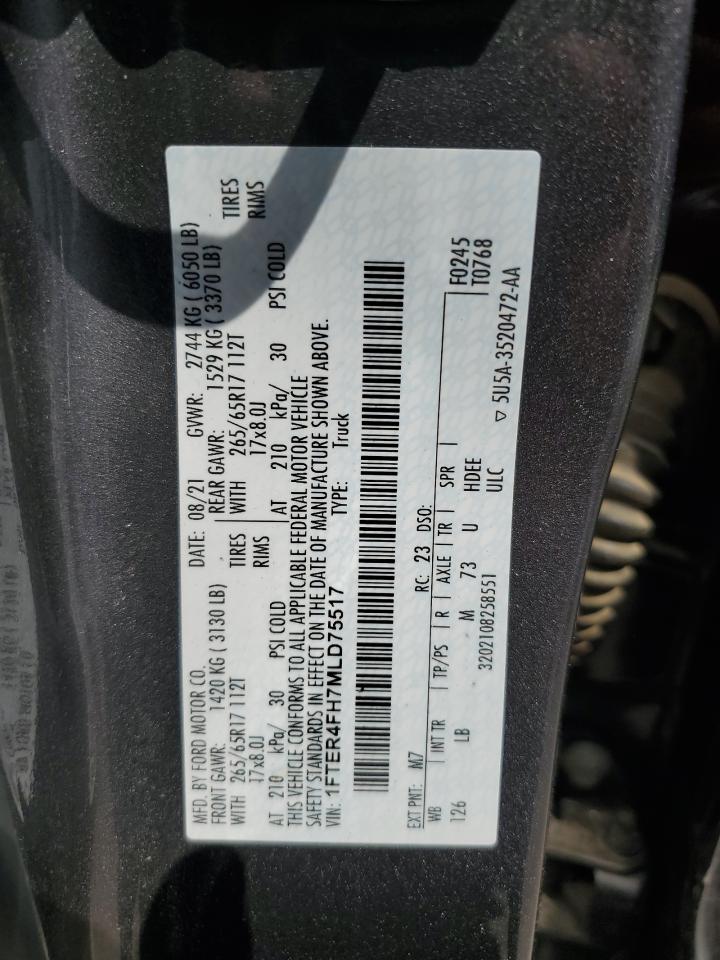 MFD. BY FORD MOTOR CO. DATE: 08/21 GVWR: 2744 KG ( 6050 LB)
FRONT GAWR: 1420 KG ( 3130 LB) REAR GAWR: 1529 KG ( 3370 LB)
WITH 265/65R17 112T TIRES WITH 265/65R17 112T TIRES
17x8.0J RIMS 17x8.0J RIMS
AT 210 kPa/ 30 PSI COLD AT 210 kPa/ 30 PSI COLD
THIS VEHICLE CONFORMS TO ALL APPLICABLE FEDERAL MOTOR VEHICLE
SAFETY STANDARDS IN EFFECT ON THE DATE OF MANUFACTURE SHOWN ABOVE.
VIN: 1FTER4FH7MLD75517 TYPE: Truck
EXT PNT: M7 RC: 23 DSO: F0245
WB INT TR TP/PS R AXLE TR SPR T0768
126 LB M 73 U HDEE
3202108258551 ULC ▽ 5U5A-3520472-AA